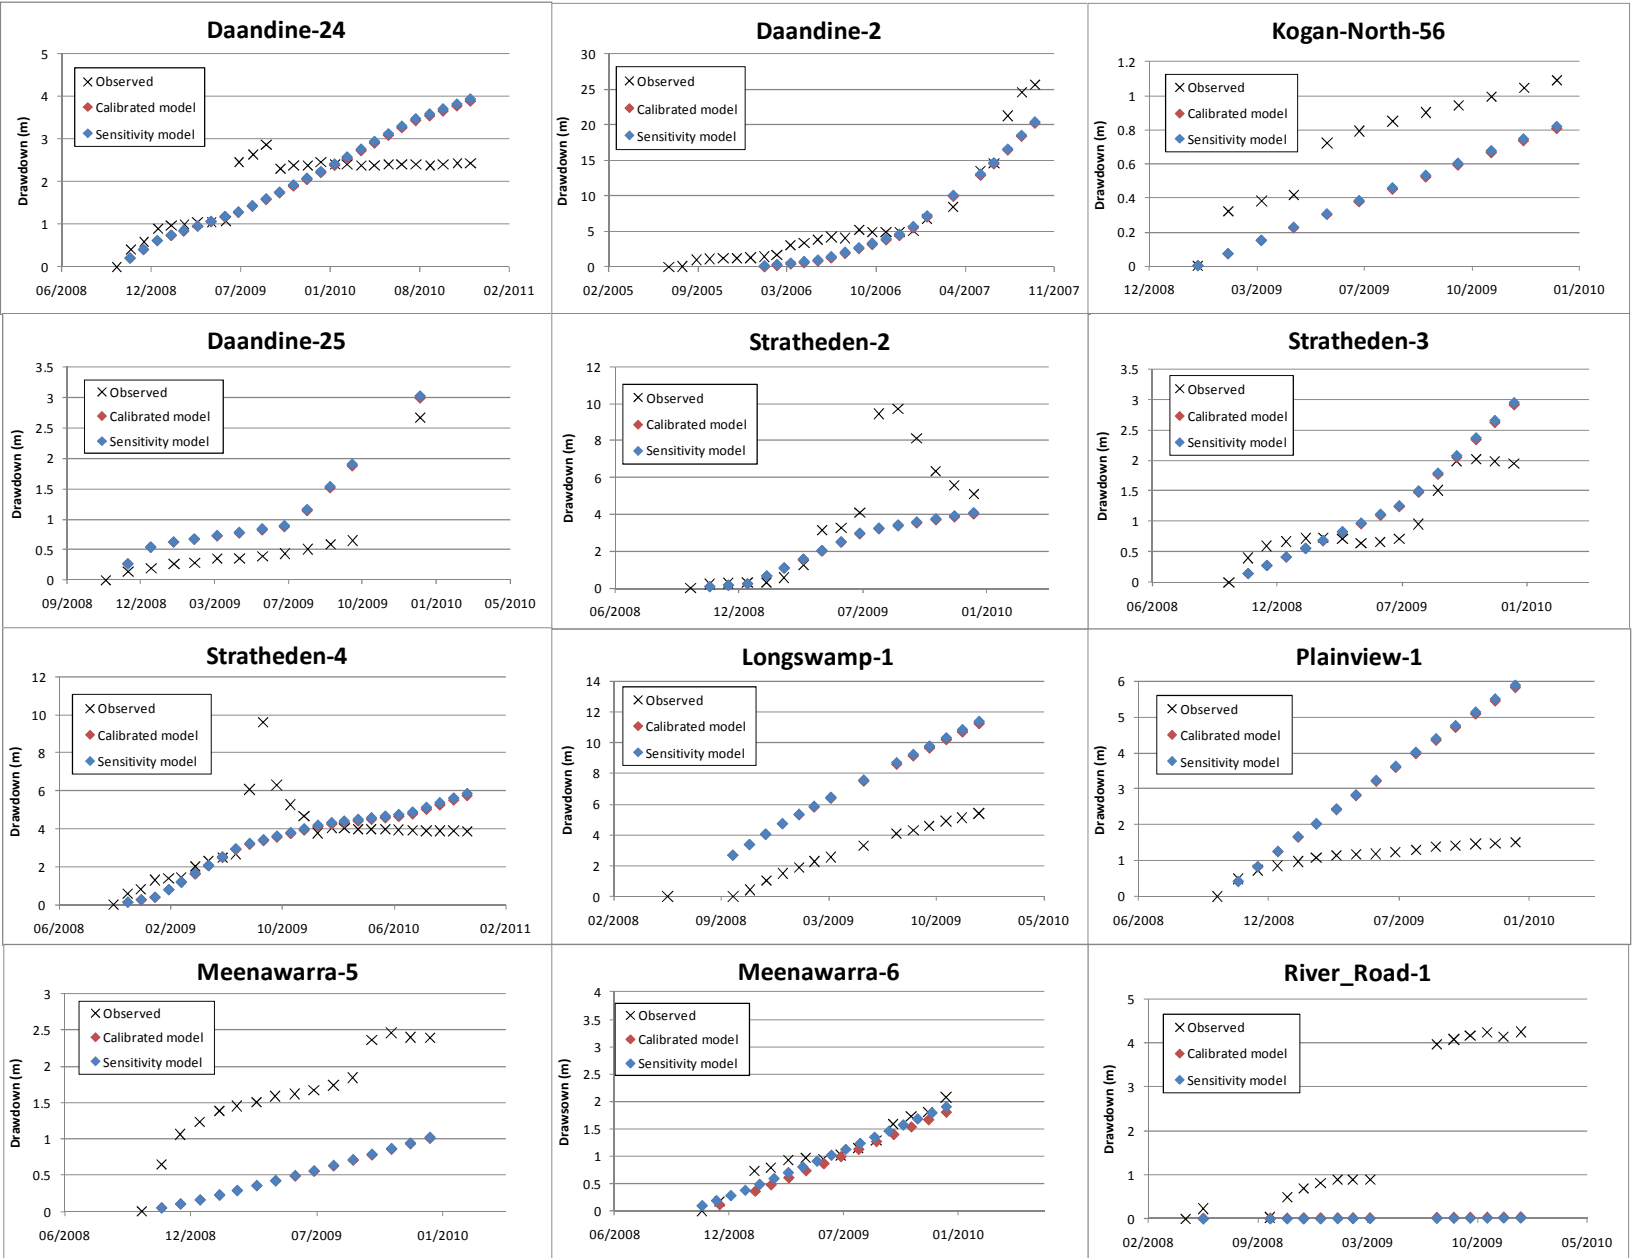 Daandine-24
5
4
3
2
1
0
Drawdown (m)
Observed
Calibrated model
Sensitivity model
06/2008 12/2008 07/2009 01/2010 08/2010 02/2011
Daandine-2
30
25
20
15
10
5
0
Drawdown (m)
Observed
Calibrated model
Sensitivity model
02/2005 09/2005 03/2006 10/2006 04/2007 11/2007
Kogan-North-56
1.2
1
0.8
0.6
0.4
0.2
0
Drawdown (m)
Observed
Calibrated model
Sensitivity model
12/2008 03/2009 07/2009 10/2009 01/2010
Daandine-25
3.5
3
2.5
2
1.5
1
0.5
0
Drawdown (m)
Observed
Calibrated model
Sensitivity model
09/2008 12/2008 03/2009 07/2009 10/2009 01/2010 05/2010
Stratheden-2
12
10
8
6
4
2
0
Drawdown (m)
Observed
Calibrated model
Sensitivity model
06/2008 12/2008 07/2009 01/2010
Stratheden-3
3.5
3
2.5
2
1.5
1
0.5
0
Drawdown (m)
Observed
Calibrated model
Sensitivity model
06/2008 12/2008 07/2009 01/2010
Stratheden-4
12
10
8
6
4
2
0
Drawdown (m)
Observed
Calibrated model
Sensitivity model
06/2008 02/2009 10/2009 06/2010 02/2011
Longswamp-1
14
12
10
8
6
4
2
0
Drawdown (m)
Observed
Calibrated model
Sensitivity model
02/2008 09/2008 03/2009 10/2009 05/2010
Plainview-1
6
5
4
3
2
1
0
Drawdown (m)
Observed
Calibrated model
Sensitivity model
06/2008 12/2008 07/2009 01/2010
Meenawarra-5
3
2.5
2
1.5
1
0.5
0
Drawdown (m)
Observed
Calibrated model
Sensitivity model
06/2008 12/2008 07/2009 01/2010
Meenawarra-6
4
3.5
3
2.5
2
1.5
1
0.5
0
Drawsown (m)
Observed
Calibrated model
Sensitivity model
06/2008 12/2008 07/2009 01/2010
River_Road-1
5
4
3
2
1
0
Drawdown (m)
Observed
Calibrated model
Sensitivity model
02/2008 09/2008 03/2009 10/2009 05/2010